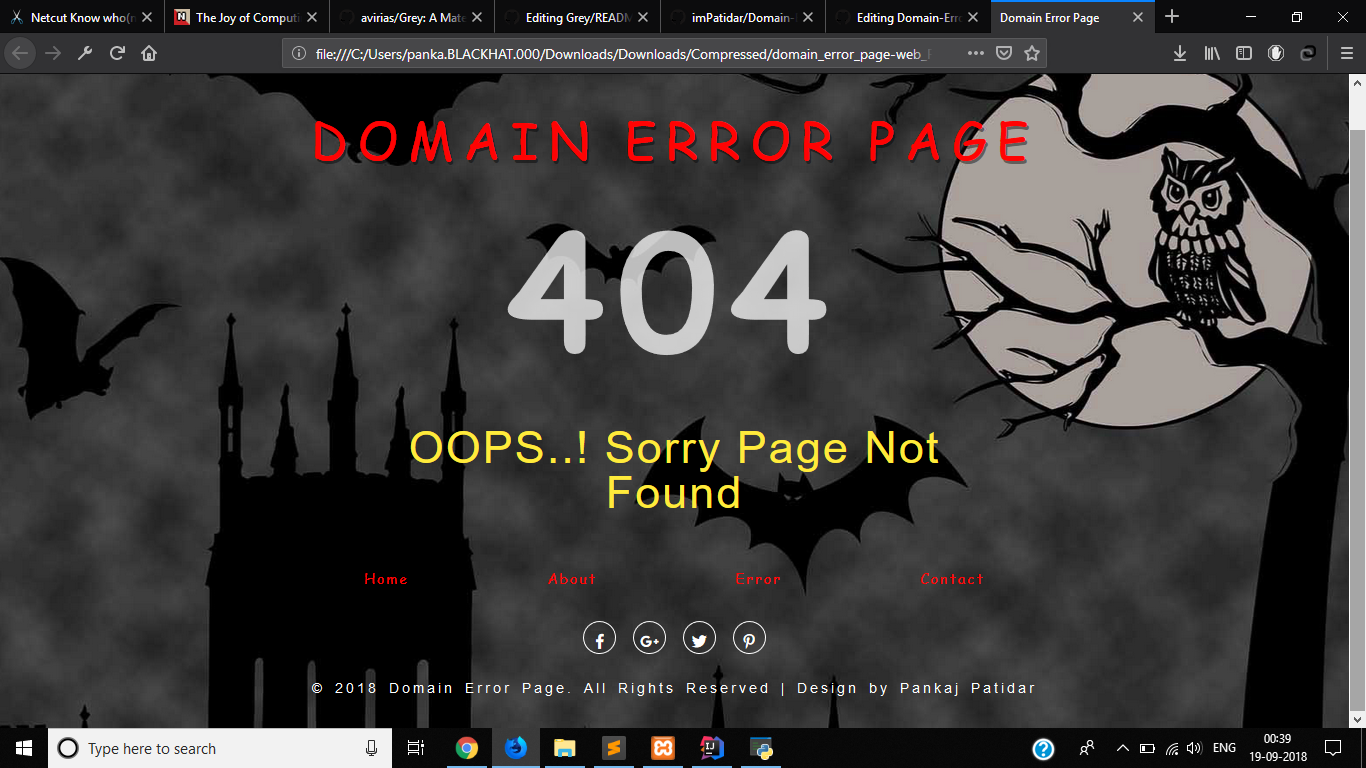 Netcut Know who(n
The Joy of Computi
avirias/Grey: A Mate
Editing Grey/READM
imPatidar/Domain-
Editing Domain-Erro
Domain Error Page
file:///C:/Users/panka.BLACKHAT.000/Downloads/Downloads/Compressed/domain_error_page-web_
DOMAIN ERROR PAGE
404
OOPS..! Sorry Page Not
Found
Home About Error Contact
© 2018 Domain Error Page. All Rights Reserved | Design by Pankaj Patidar
Type here to search
ENG
00:39
19-09-2018